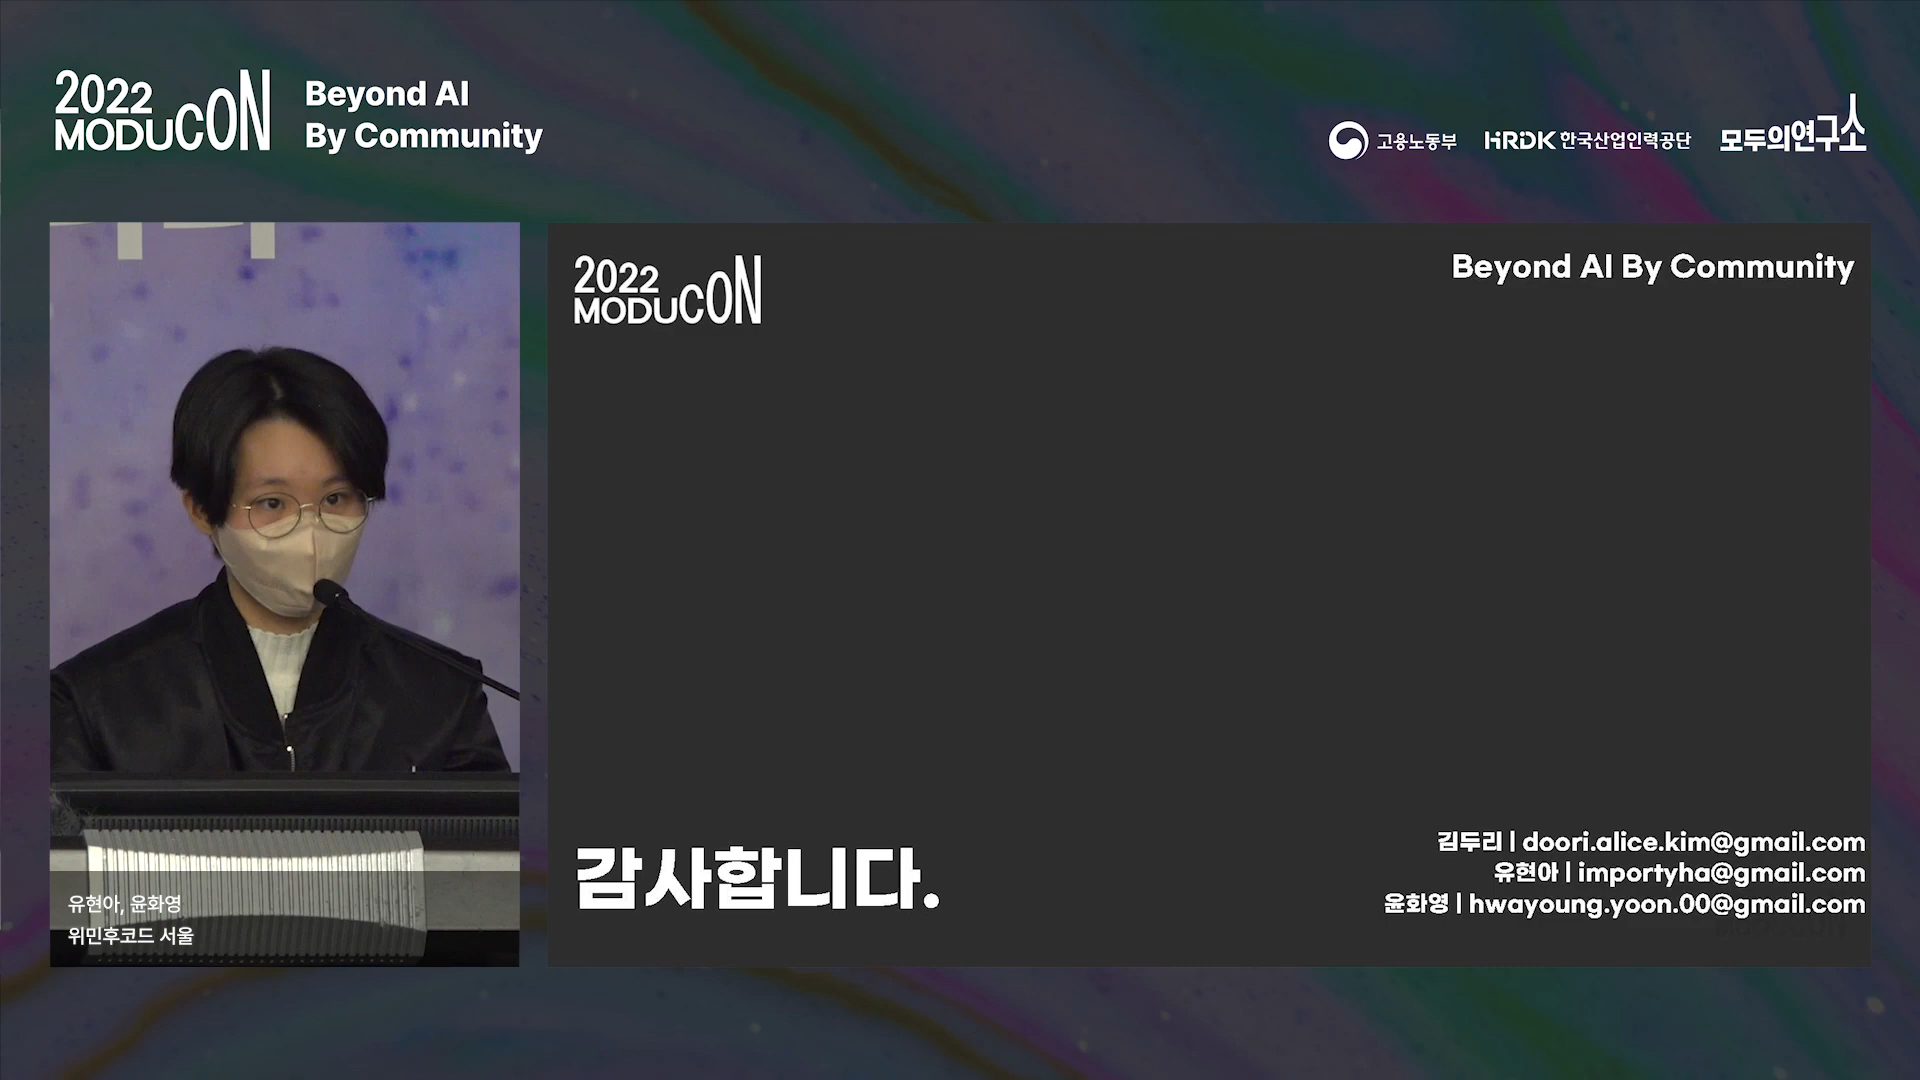 2022
MODUCON
Beyond AI
By Community
고용노동부
HRDK 한국산업인력공단
모두의연구소
2022
MODUCON
Beyond AI By Community
감사합니다.
김두리 | doori.alice.kim@gmail.com
유현아 | importyha@gmail.com
윤화영 | hwayoung.yoon.00@gmail.com
유현아, 윤화영
위민후코드 서울